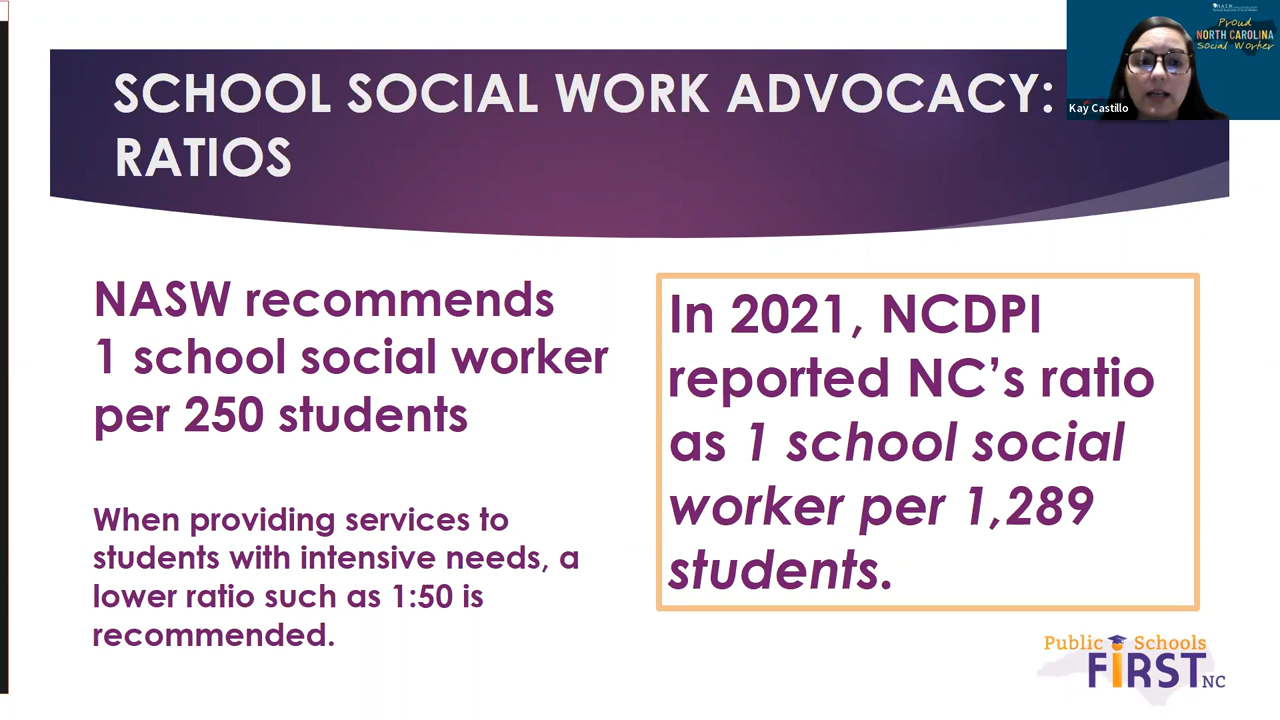 SCHOOL SOCIAL WORK ADVOCACY:
RATIOS
Proud
NORTH CAROLINA
Social Worker
Kay Castillo
NASW recommends
1 school social worker
per 250 students
When providing services to
students with intensive needs, a
lower ratio such as 1:50 is
recommended.
In 2021, NCDPI
reported NC’s ratio
as 1 school social
worker per 1,289
students.
Public Schools
FiRST NC